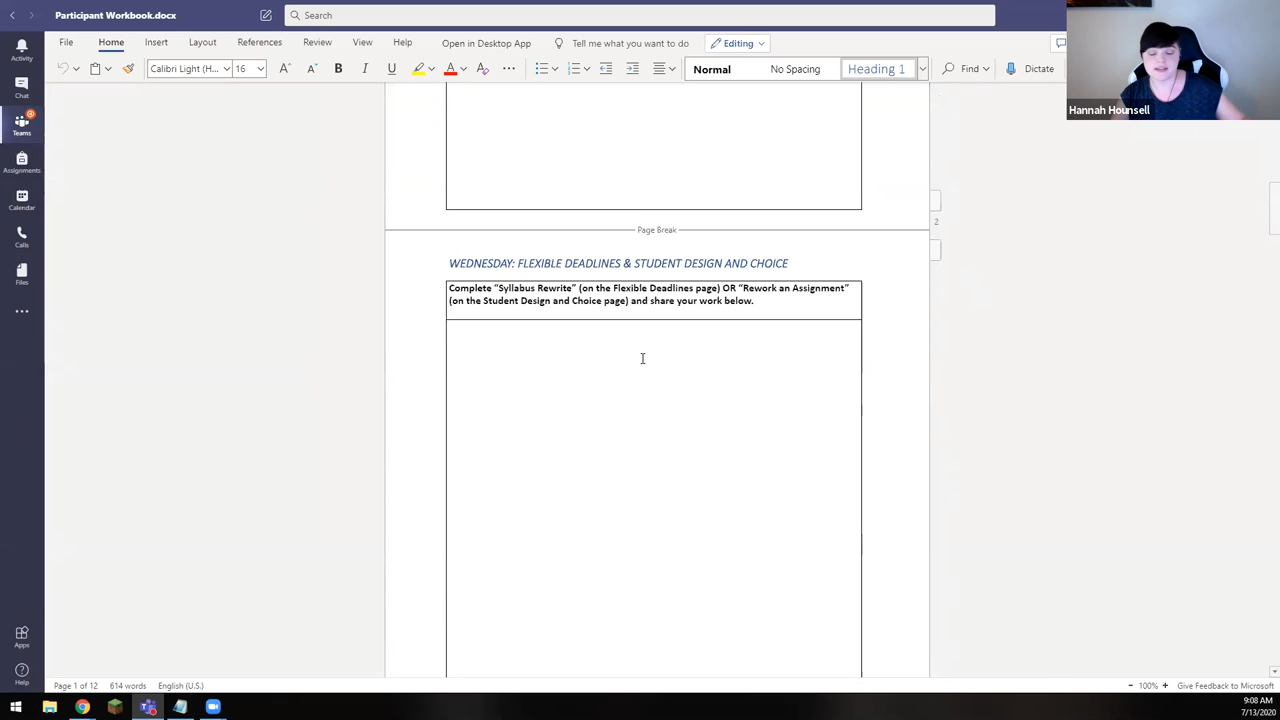 Participant Workbook.docx
Search
File Home Insert Layout References Review View Help Open in Desktop App Tell me what you want to do Editing
Calibri Light (H... 16 B I U A Normal No Spacing Heading 1 Find Dictate
Hannah Hounsell
Activity
Chat
3
Teams
Assignments
Calendar
Calls
Files
Apps
Help
Page Break
2
WEDNESDAY: FLEXIBLE DEADLINES & STUDENT DESIGN AND CHOICE
Complete “Syllabus Rewrite” (on the Flexible Deadlines page) OR “Rework an Assignment”
(on the Student Design and Choice page) and share your work below.
Page 1 of 12 614 words English (U.S.) 100% Give Feedback to Microsoft
9:08 AM
7/13/2020